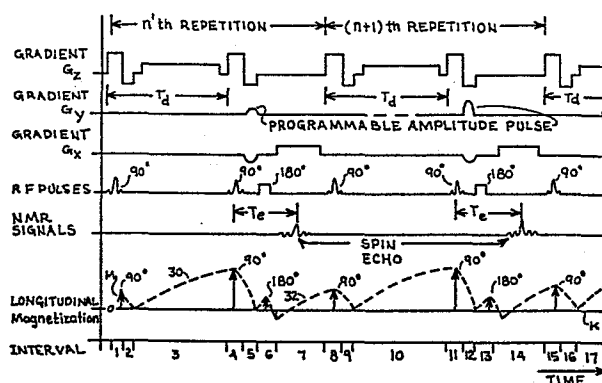 n'th REPETITION (n+1)th REPETITION
GRADIENT
Gz
Td Td Td
GRADIENT
Gy
PROGRAMMABLE AMPLITUDE PULSE
GRADIENT
Gx
90° 90° 180° 90° 90° 180° 90°
RF PULSES
Te Te
NMR
SIGNALS
SPIN
ECHO
90° 30 90° 180° 32 90° 90° 180° 90°
LONGITUDINAL
Magnetization
0
K
INTERVAL 1 2 3 4 5 6 7 8 9 10 11 12 13 14 15 16 17
TIME